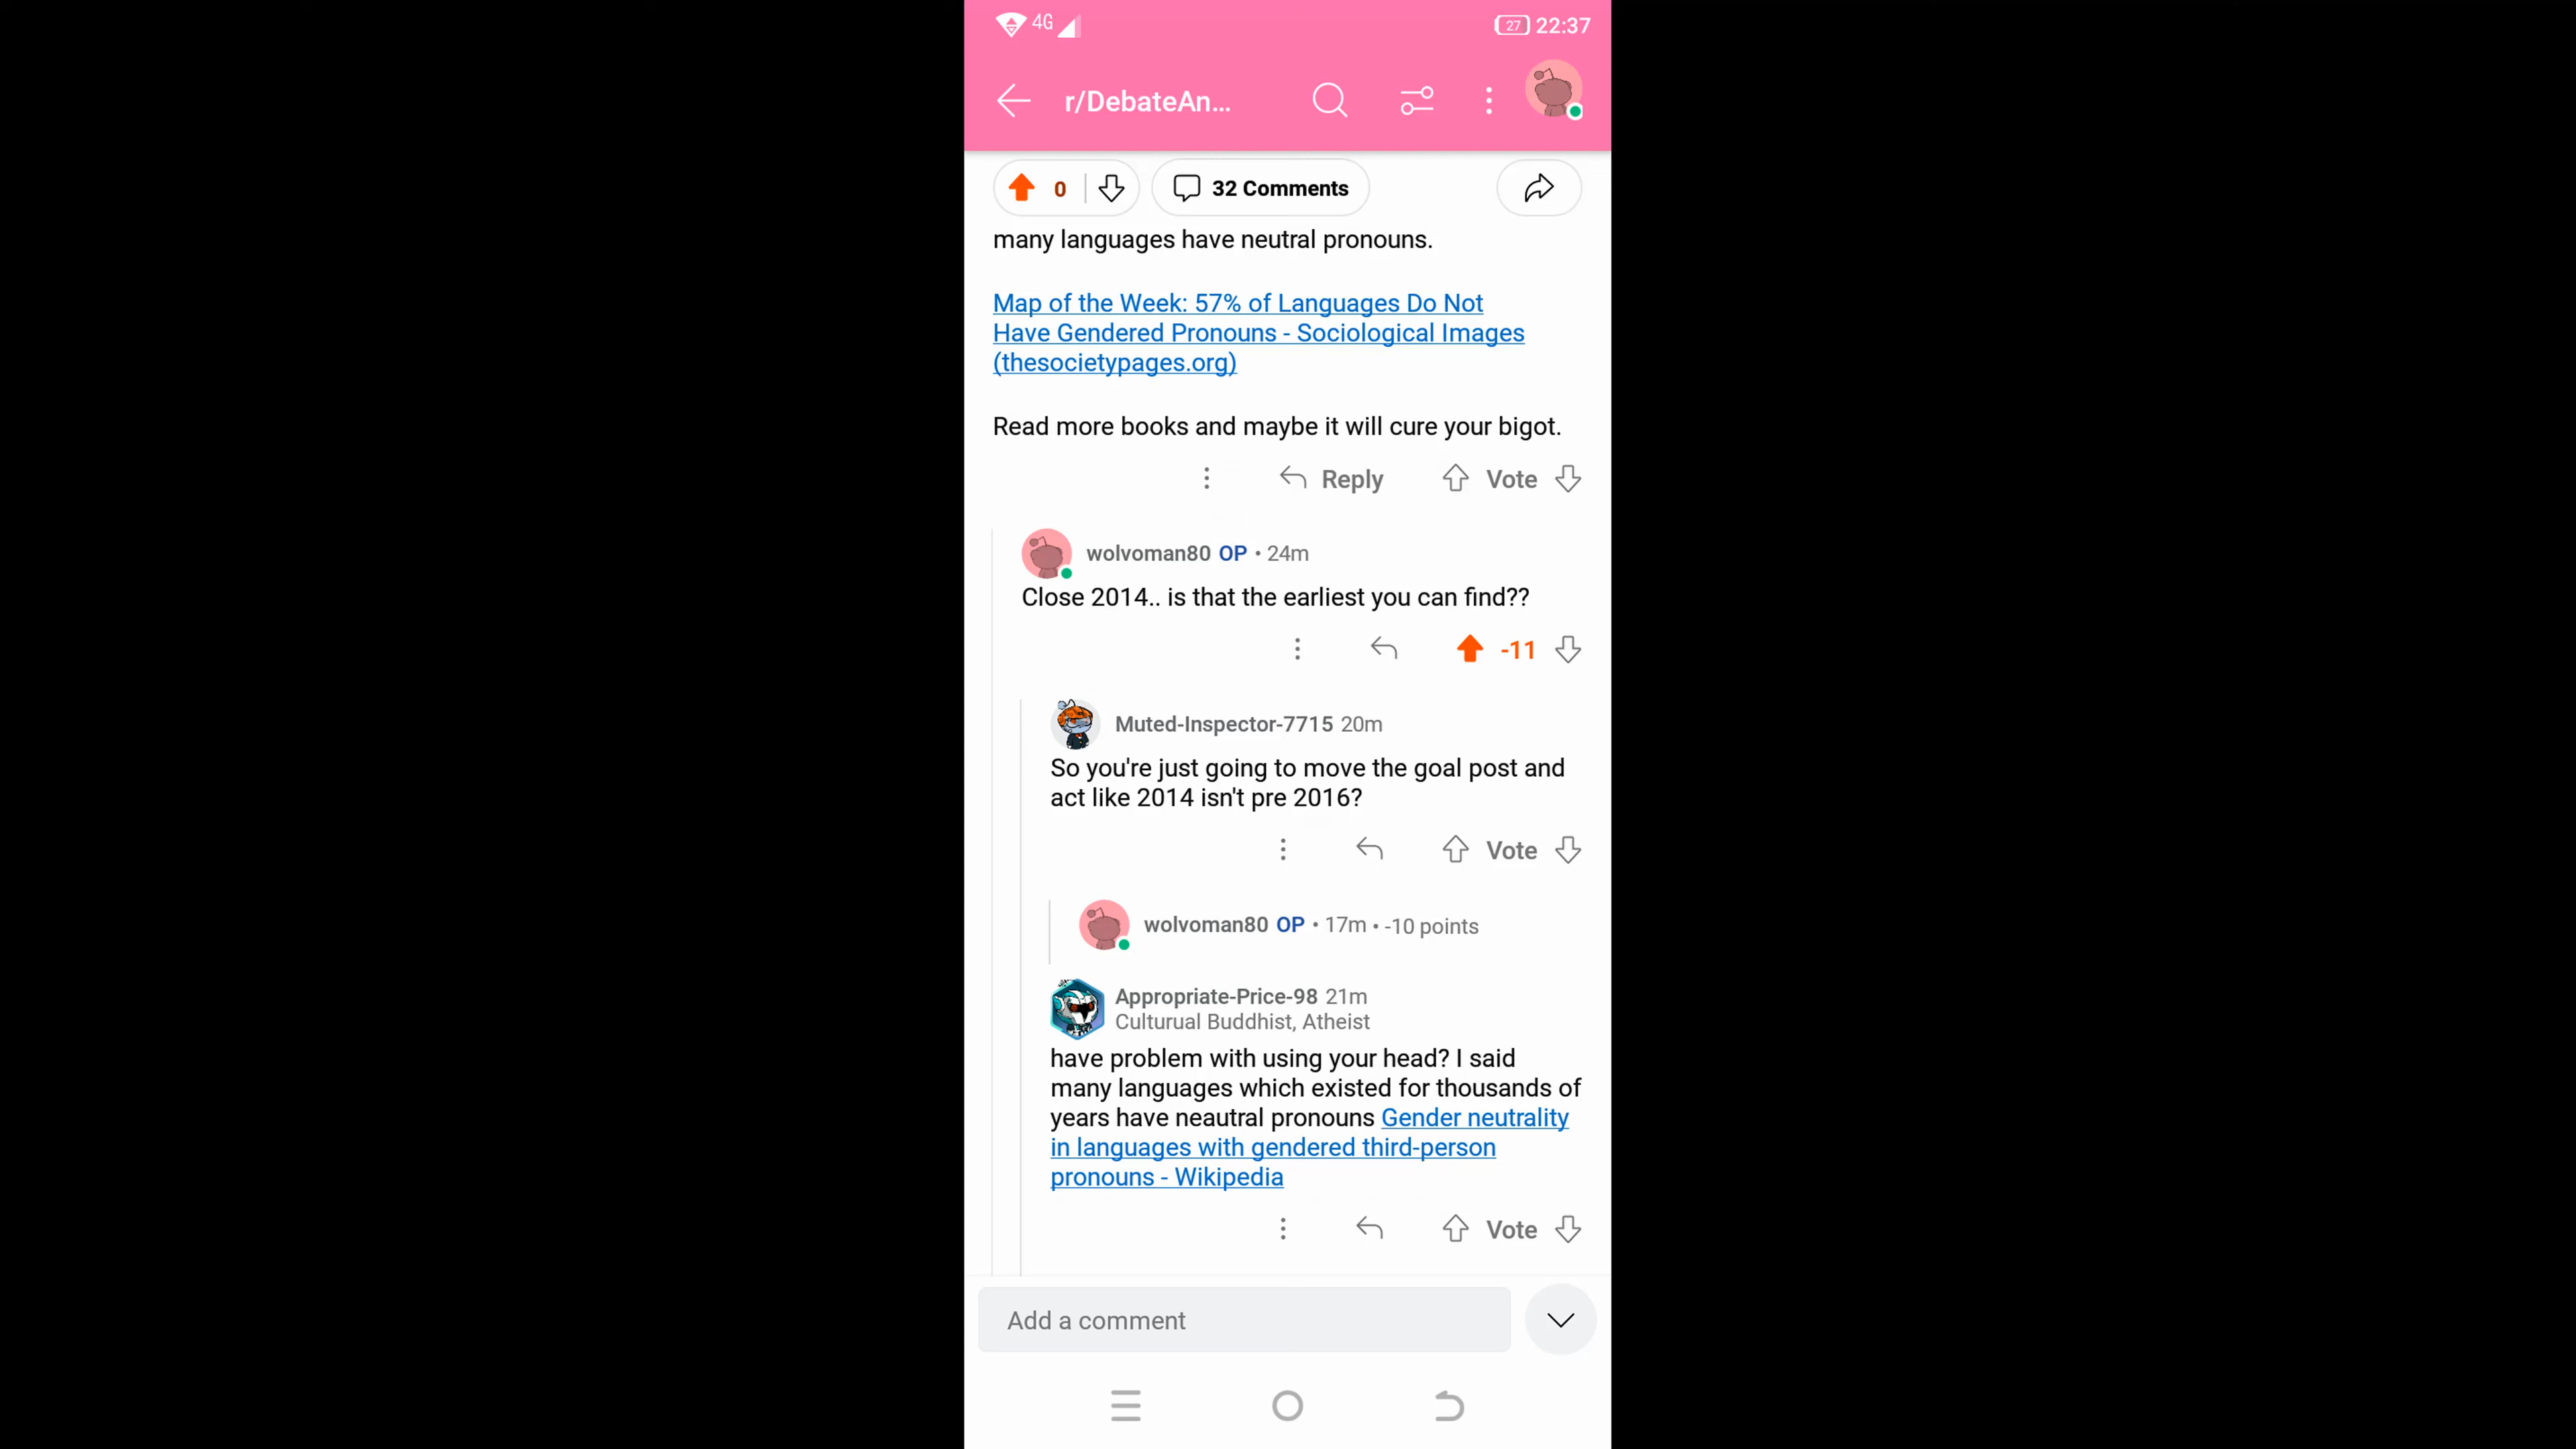 4G 27 22:37
r/DebateAn...
0 32 Comments
many languages have neutral pronouns.
Map of the Week: 57% of Languages Do Not
Have Gendered Pronouns - Sociological Images
(thesocietypages.org)
Read more books and maybe it will cure your bigot.
Reply Vote
wolvoman80 OP • 24m
Close 2014.. is that the earliest you can find??
-11
Muted-Inspector-7715 20m
So you're just going to move the goal post and
act like 2014 isn't pre 2016?
Vote
wolvoman80 OP • 17m • -10 points
Appropriate-Price-98 21m
Culturual Buddhist, Atheist
have problem with using your head? I said
many languages which existed for thousands of
years have neautral pronouns Gender neutrality
in languages with gendered third-person
pronouns - Wikipedia
Vote
Add a comment